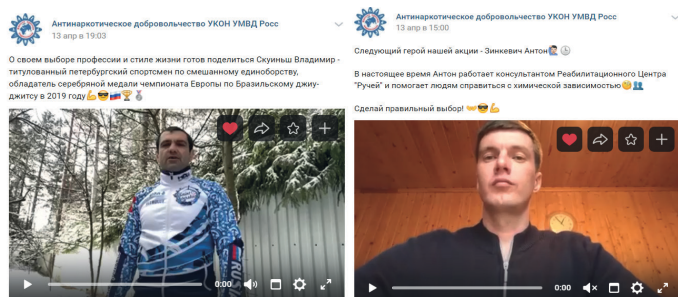 Антинаркотическое добровольчество УКОН УМВД Росс
13 апр в 19:03
О своем выборе профессии и стиле жизни готов поделиться Скуиньш Владимир -
титулованный петербургский спортсмен по смешанному единоборству,
обладатель серебряной медали чемпионата Европы по Бразильскому джиу-
джитсу в 2019 году
0:00
Антинаркотическое добровольчество УКОН УМВД Росс
13 апр в 15:00
Следующий герой нашей акции - Зинкевич Антон
В настоящее время Антон работает консультантом Реабилитационного Центра
"Ручей" и помогает людям справиться с химической зависимостью
Сделай правильный выбор!
0:00